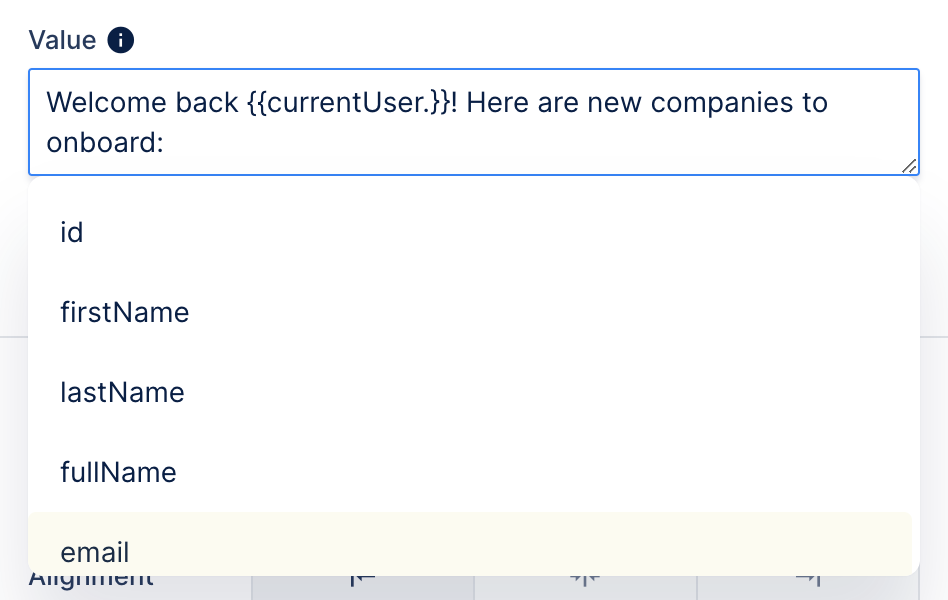 Value
Welcome back {{currentUser.}}! Here are new companies to
onboard:
id
firstName
lastName
fullName
email
Alignment